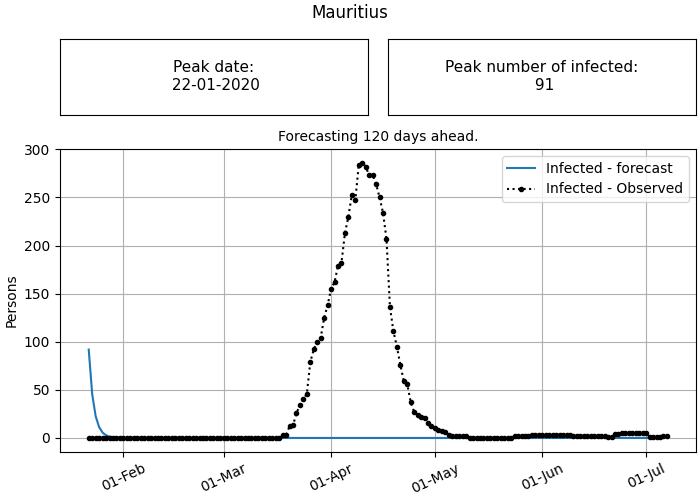 Mauritius
Peak date:
22-01-2020
Peak number of infected:
91
Forecasting 120 days ahead.
300
250
200
150
100
50
0
Persons
Infected - forecast
Infected - Observed
01-Feb
01-Mar
01-Apr
01-May
01-Jun
01-Jul